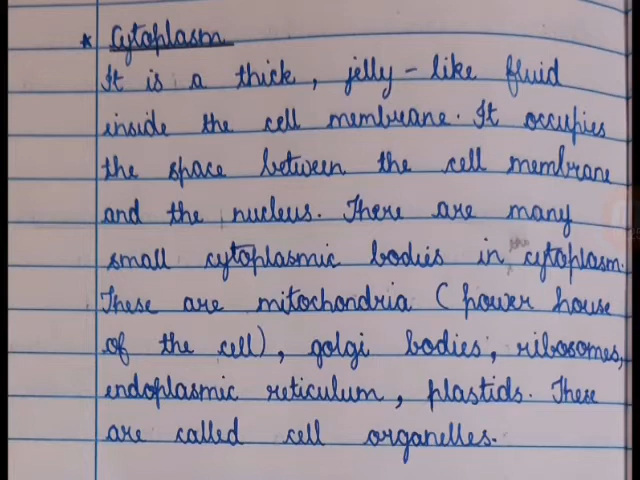 * Cytoplasm
It is a thick, jelly-like fluid
inside the cell membrane. It occupies
the space between the cell membrane
and the nucleus. There are many
small cytoplasmic bodies in the cytoplasm.
These are mitochondria (power house
of the cell), golgi bodies, ribosomes,
endoplasmic reticulum, plastids. These
are called cell organelles.